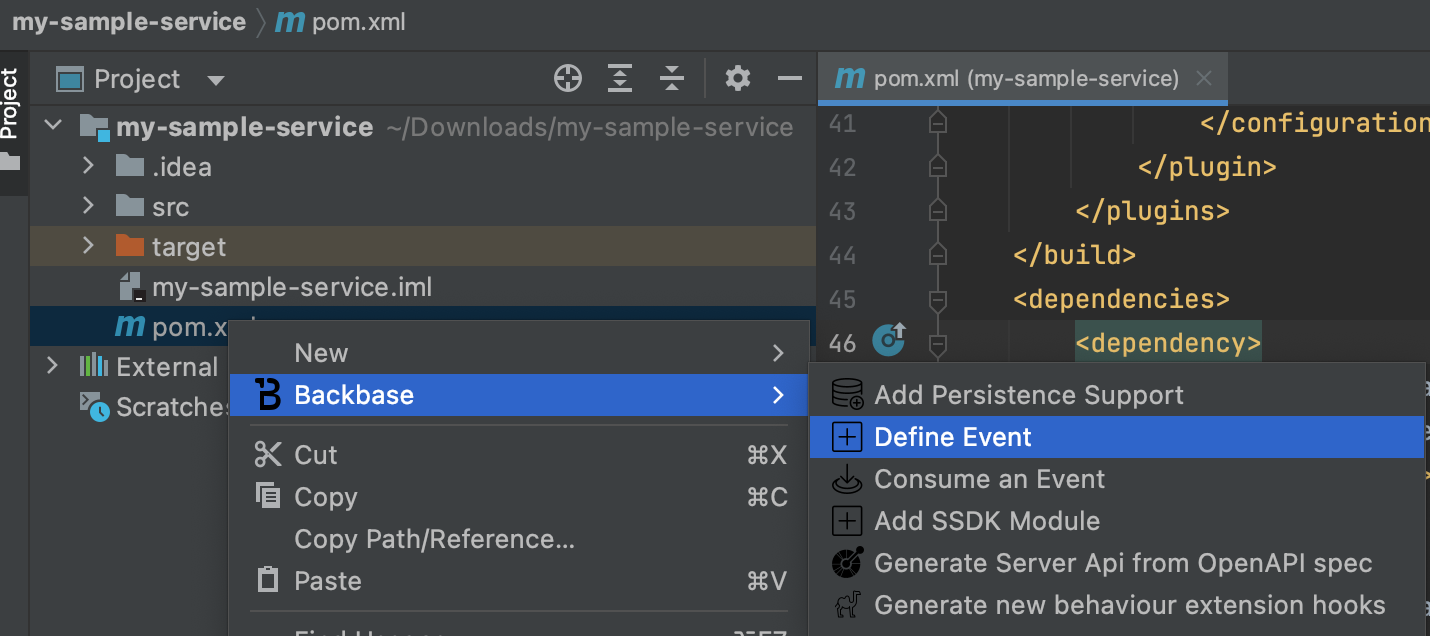 my-sample-service pom.xml
Project
Project
pom.xml (my-sample-service)
my-sample-service ~/Downloads/my-sample-service
.idea
src
target
my-sample-service.iml
pom.x
External
Scratches
41 </configuration
42 </plugin>
43 </plugins>
44 </build>
45 <dependencies>
46 <dependency>
New
Backbase
Cut ⌘X
Copy ⌘C
Copy Path/Reference...
Paste ⌘V
Add Persistence Support
Define Event
Consume an Event
Add SSDK Module
Generate Server Api from OpenAPI spec
Generate new behaviour extension hooks